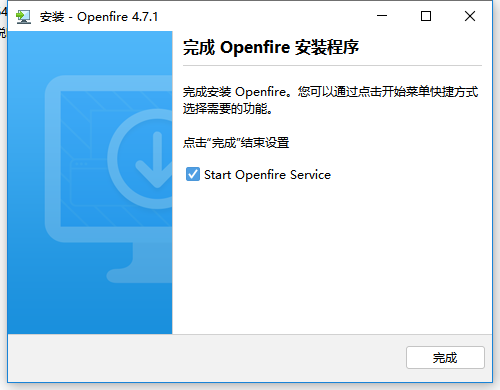 安装 - Openfire 4.7.1
完成 Openfire 安装程序
完成安装 Openfire。您可以通过点击开始菜单快捷方式
选择需要的功能。
点击“完成”结束设置
Start Openfire Service
完成